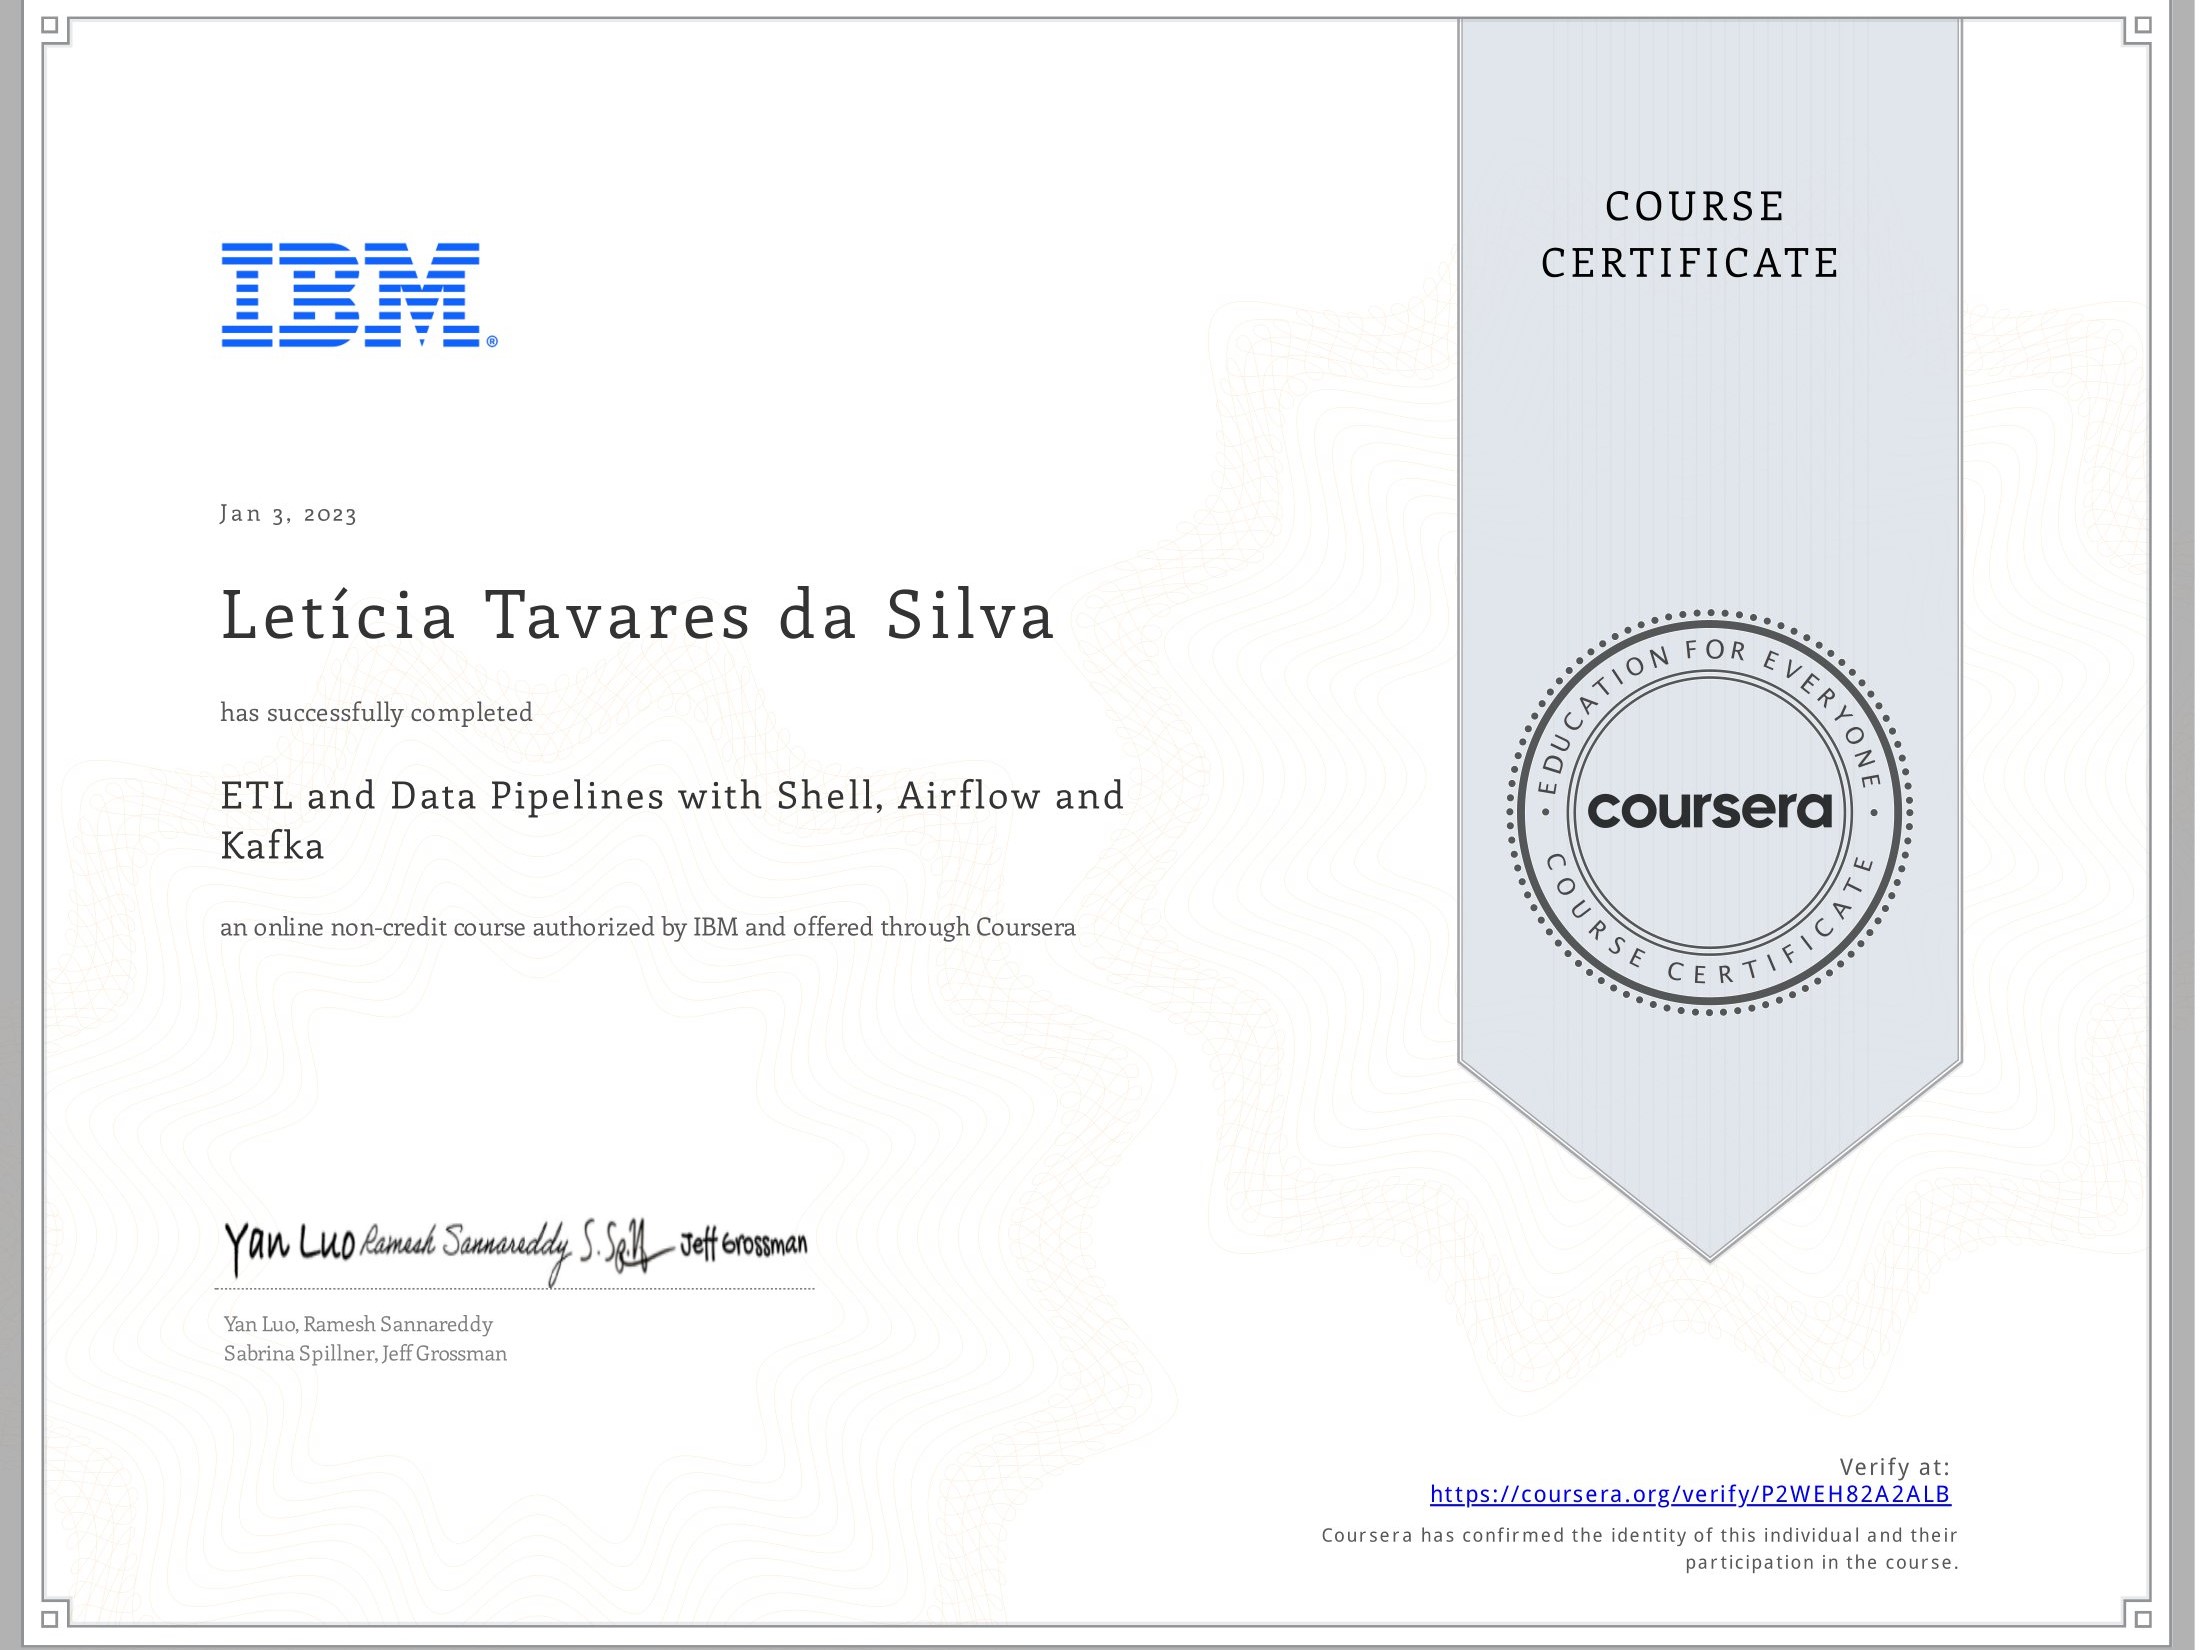 COURSE
CERTIFICATE
IBM®
Jan 3, 2023
Letícia Tavares da Silva
has successfully completed
ETL and Data Pipelines with Shell, Airflow and
Kafka
an online non-credit course authorized by IBM and offered through Coursera
EDUCATION FOR EVERYONE
coursera
COURSE CERTIFICATE
Yan Luo Ramesh Sannareddy S. Spill Jeff Grossman
Yan Luo, Ramesh Sannareddy
Sabrina Spillner, Jeff Grossman
Verify at:
https://coursera.org/verify/P2WEH82A2ALB
Coursera has confirmed the identity of this individual and their
participation in the course.